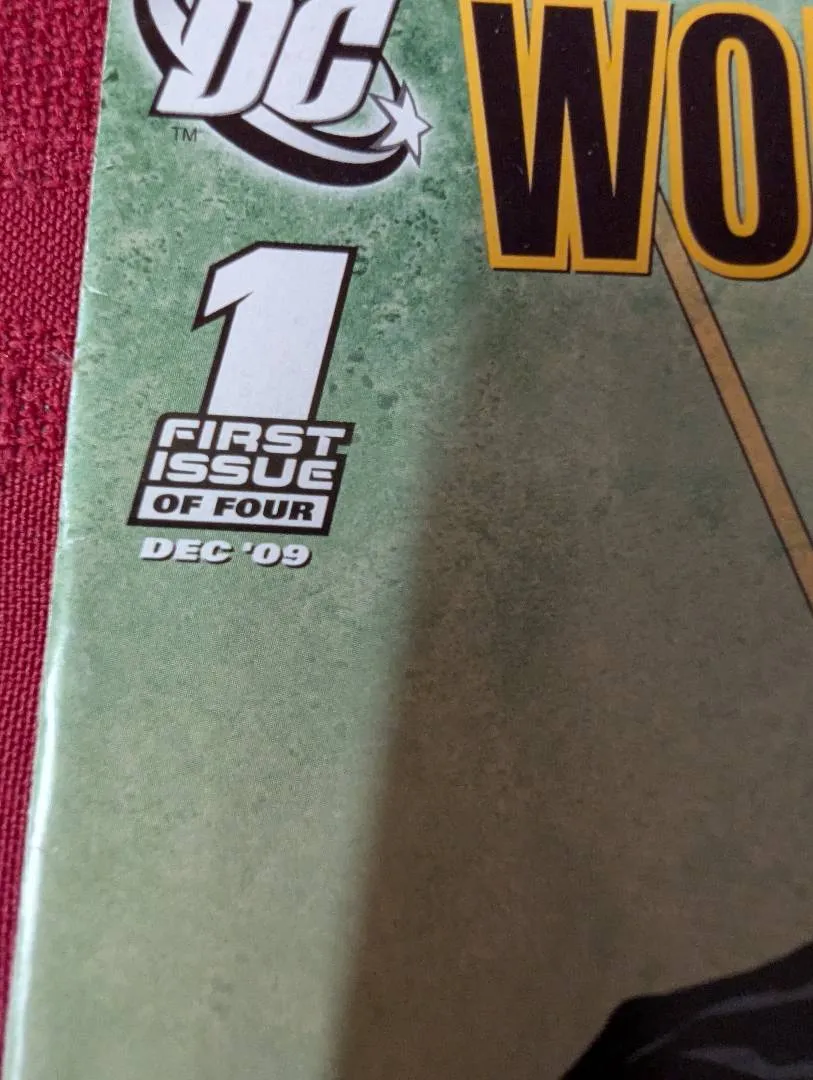 DC
TM
WO
1
FIRST
ISSUE
OF FOUR
DEC '09